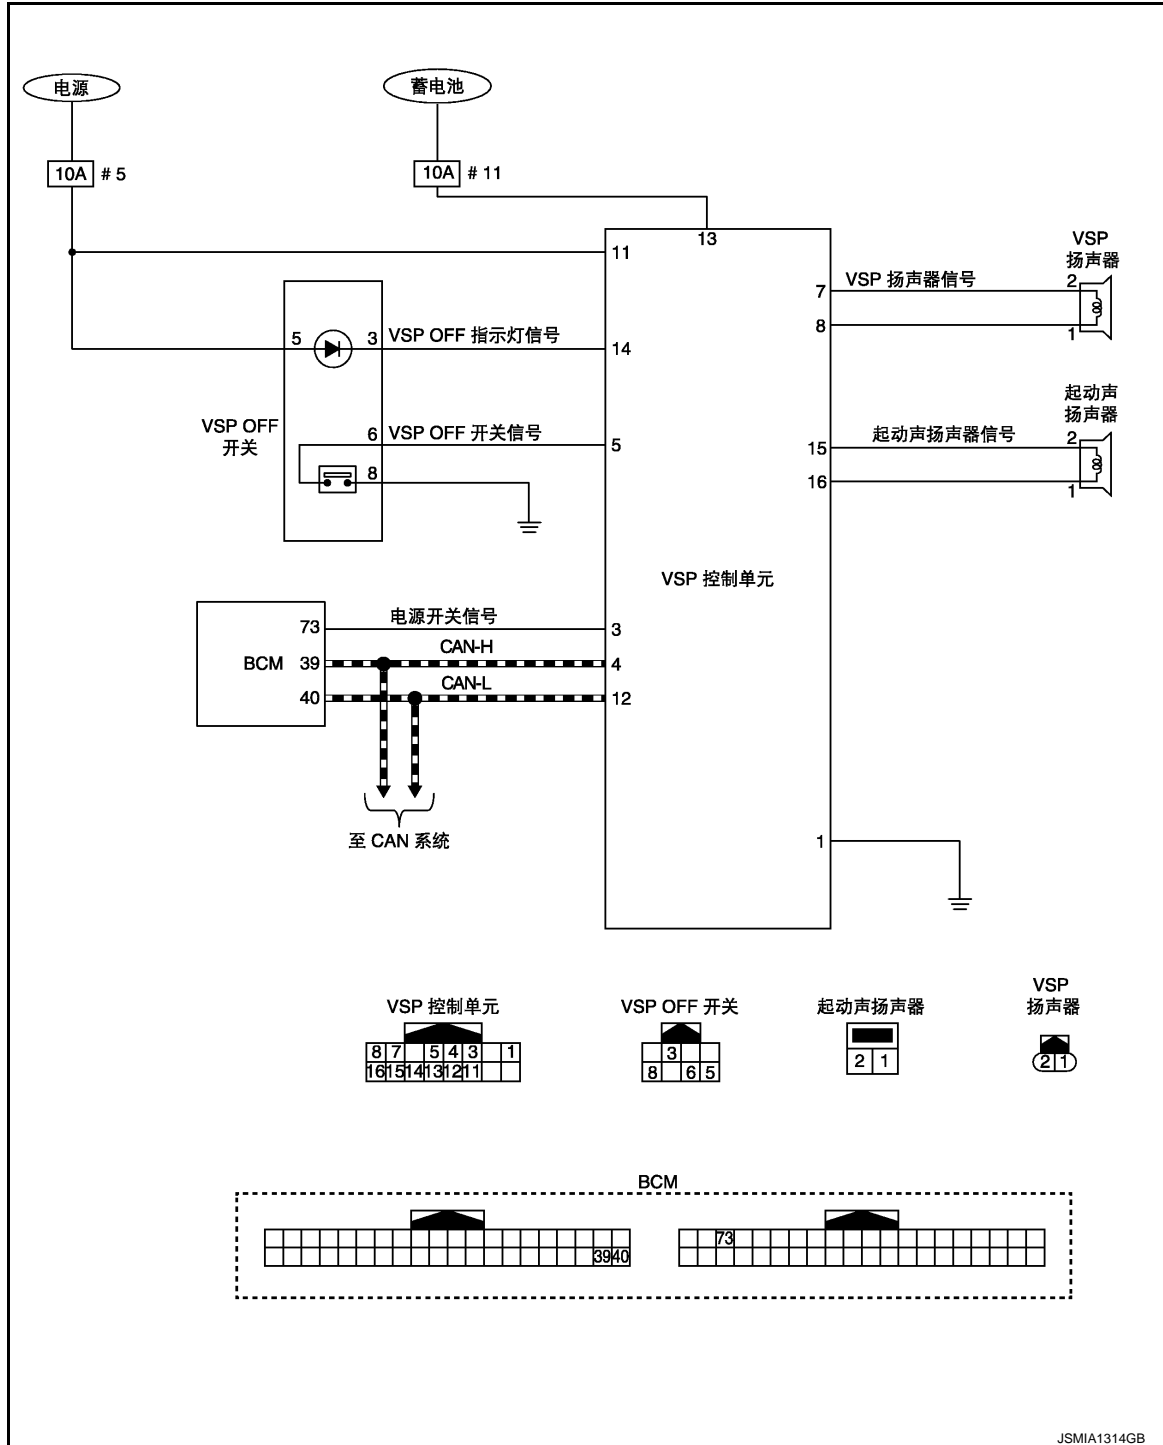 电源
蓄电池
10A # 5
10A # 11
13
11
VSP
扬声器
7 VSP 扬声器信号 2
8 1
5 3 VSP OFF 指示灯信号 14
VSP OFF
开关
6 VSP OFF 开关信号 5
8
起动声
扬声器
15 起动声扬声器信号 2
16 1
VSP 控制单元
BCM
73 电源开关信号 3
39 CAN-H 4
40 CAN-L 12
至 CAN 系统
1
VSP 控制单元
8 7 5 4 3 1
16 15 14 13 12 11
VSP OFF 开关
3
8 6 5
起动声扬声器
2 1
VSP
扬声器
2 1
BCM
73
39 40
JSMIA1314GB